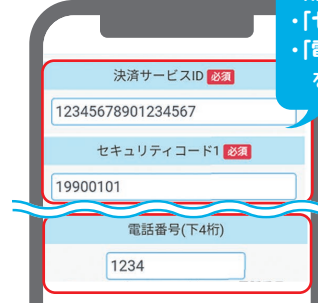 ・「
・「電
決済サービスID 必須
12345678901234567
セキュリティコード1 必須
19900101
電話番号(下4桁)
1234